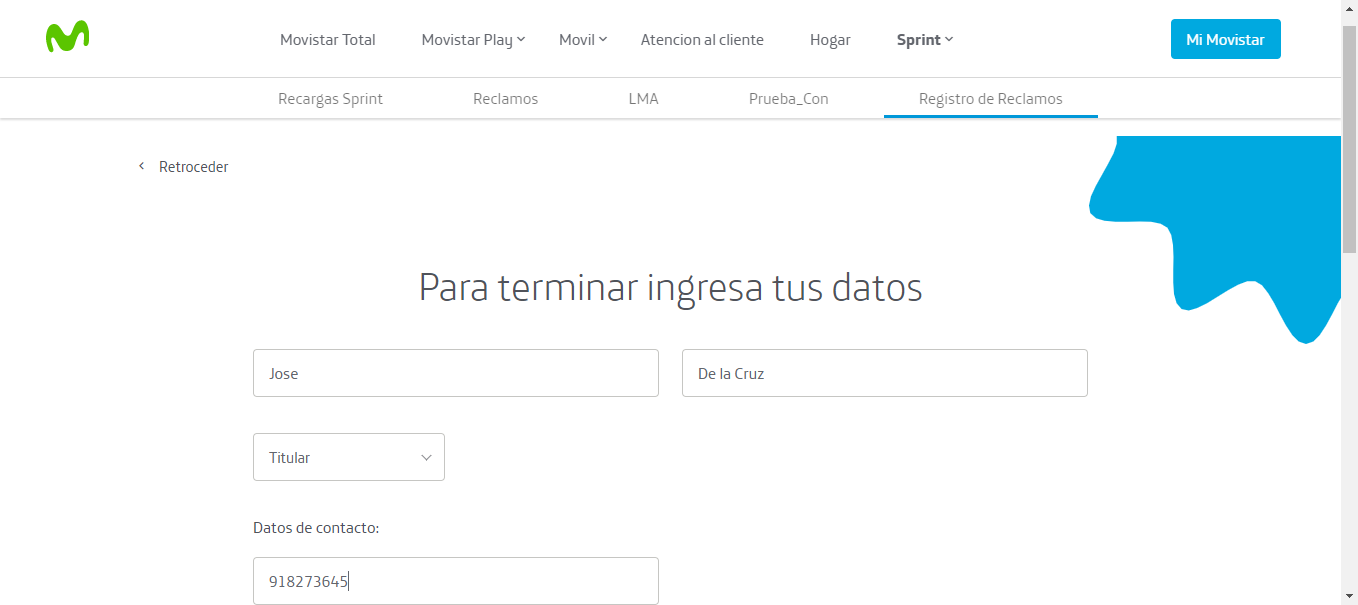 Movistar Total Movistar Play Movil Atencion al cliente Hogar Sprint Mi Movistar
Recargas Sprint Reclamos LMA Prueba_Con Registro de Reclamos
Retroceder
Para terminar ingresa tus datos
Jose De la Cruz
Titular
Datos de contacto:
918273645